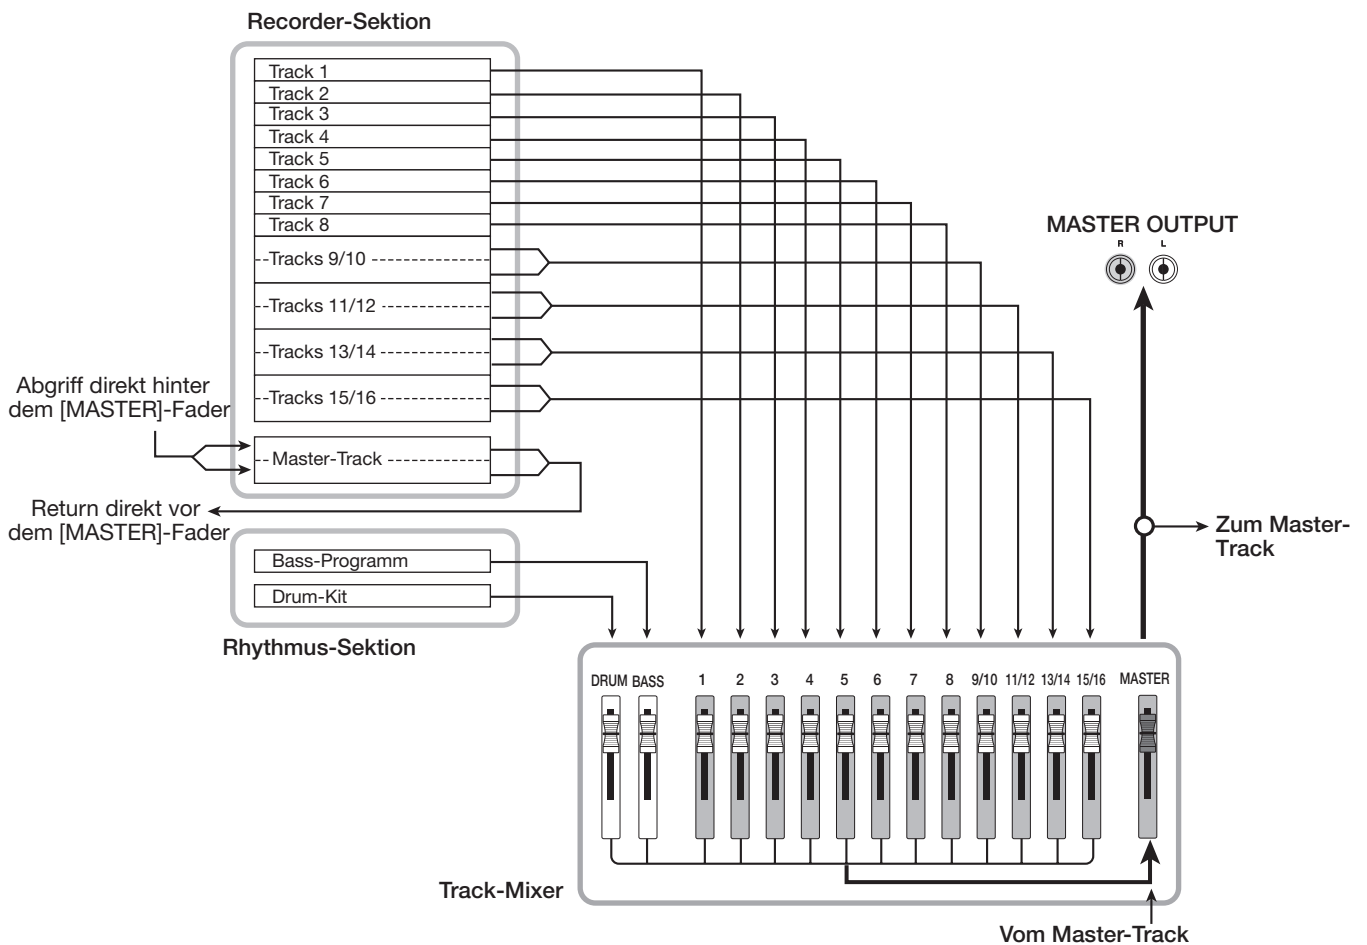 Recorder-Sektion
Track 1
Track 2
Track 3
Track 4
Track 5
Track 6
Track 7
Track 8
Tracks 9/10
Tracks 11/12
Tracks 13/14
Tracks 15/16
Master-Track
Abgriff direkt hinter
dem [MASTER]-Fader
Return direkt vor
dem [MASTER]-Fader
Bass-Programm
Drum-Kit
Rhythmus-Sektion
MASTER OUTPUT
R L
Zum Master-
Track
DRUM BASS 1 2 3 4 5 6 7 8 9/10 11/12 13/14 15/16 MASTER
Track-Mixer
Vom Master-Track